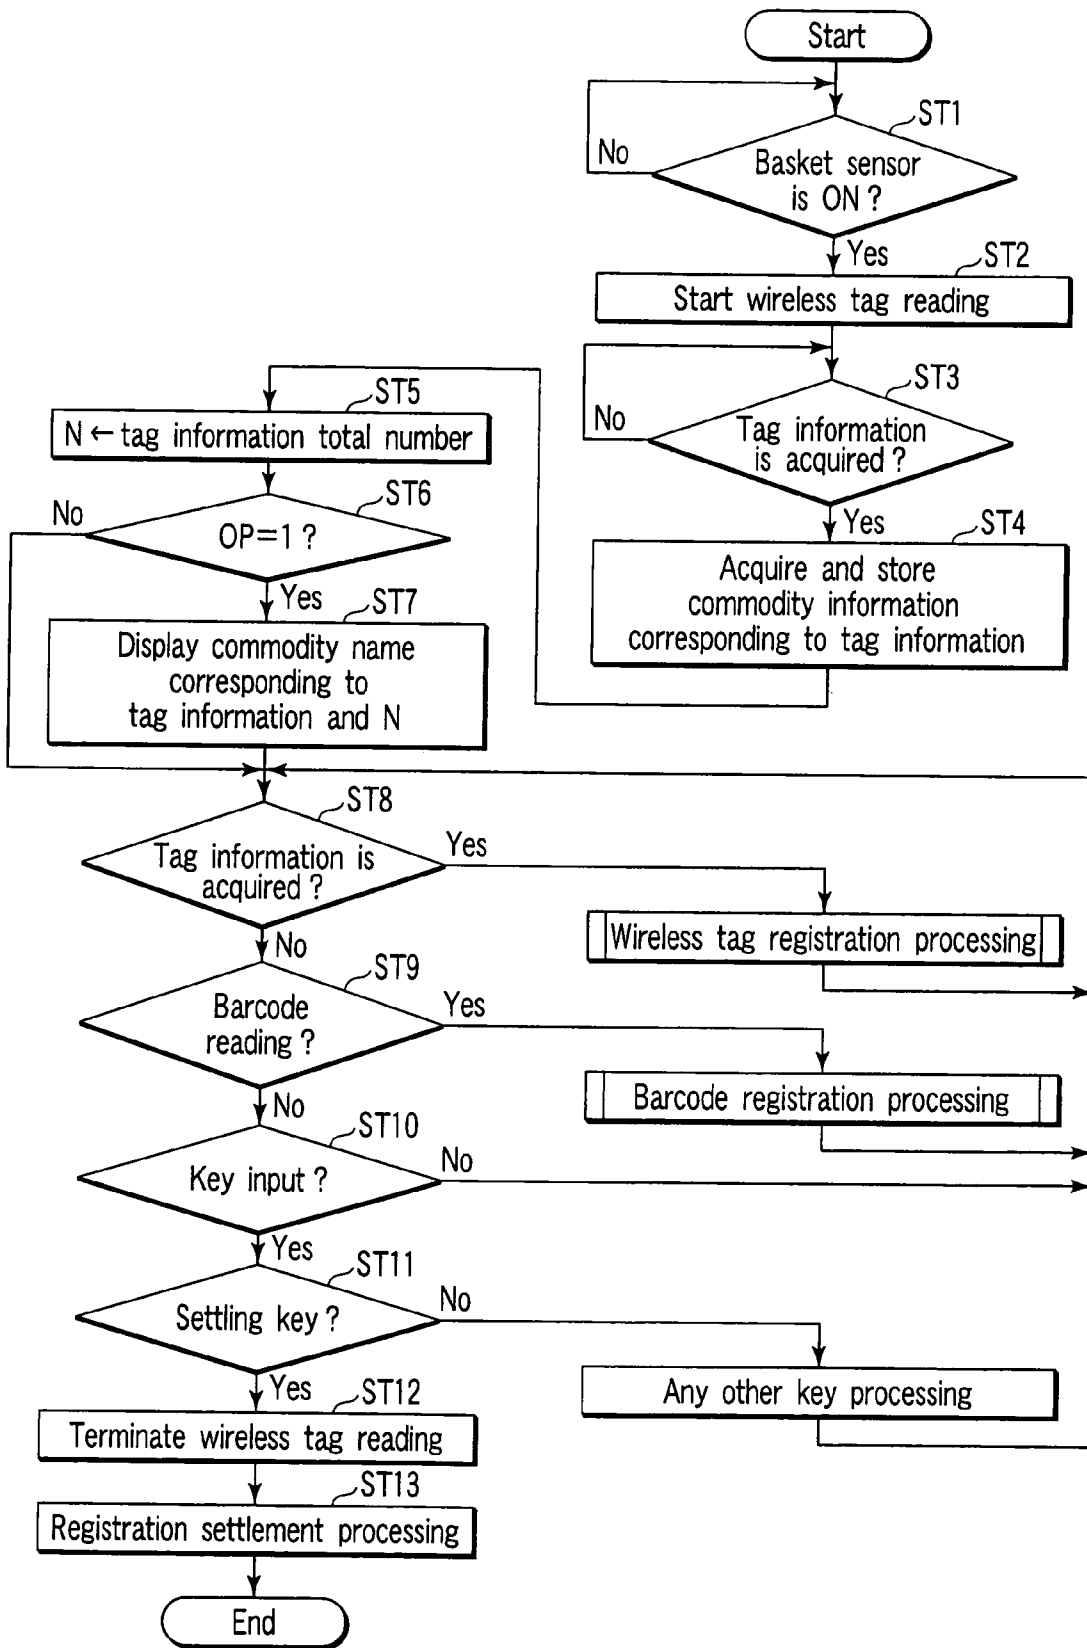 Start
ST1
No
Basket sensor
is ON ?
Yes
ST2
Start wireless tag reading
ST3
No
Tag information
is acquired ?
Yes
ST4
Acquire and store
commodity information
corresponding to tag information
ST5
N ← tag information total number
ST6
No
OP=1 ?
Yes
ST7
Display commodity name
corresponding to
tag information and N
ST8
Tag information is
acquired ?
Yes
Wireless tag registration processing
No
ST9
Barcode
reading ?
Yes
Barcode registration processing
No
ST10
Key input ?
No
Yes
ST11
Settling key ?
No
Any other key processing
Yes
ST12
Terminate wireless tag reading
ST13
Registration settlement processing
End